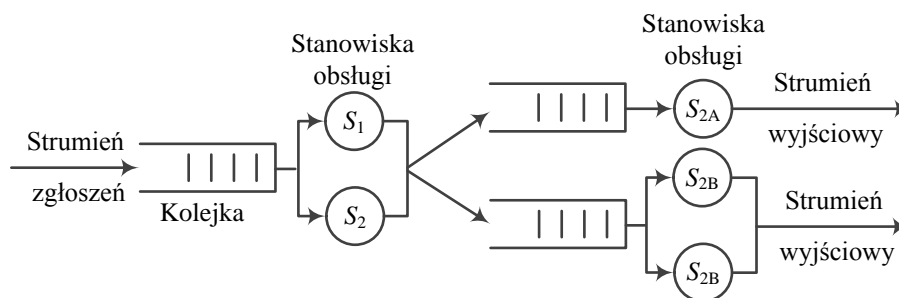 Strumień
zgłoszeń
Kolejka
Stanowiska
obsługi
S1
S2
Stanowiska
obsługi
S2A
Strumień
wyjściowy
S2B
S2B
Strumień
wyjściowy